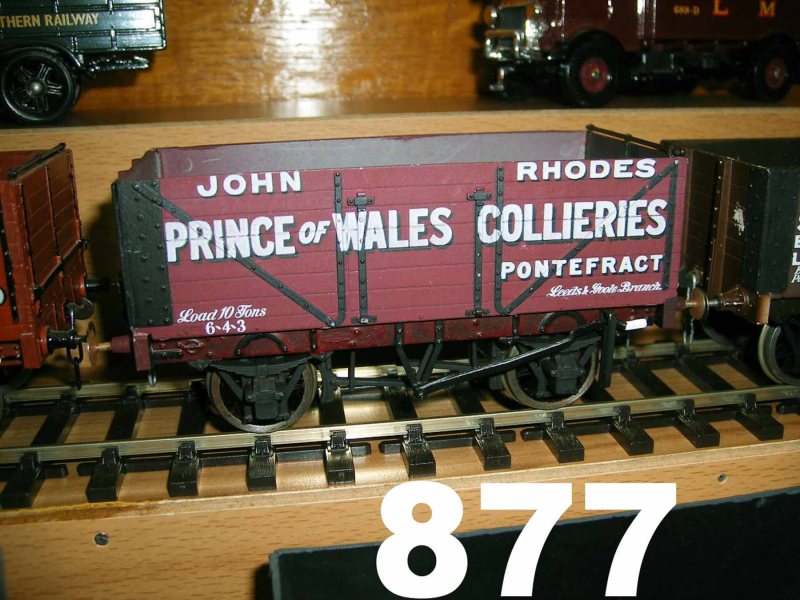 THERN RAILWAY
688-D L M
JOHN RHODES
PRINCE OF WALES COLLIERIES
PONTEFRACT
Leeds & Goole Branch.
Load 10 Tons
6-4-3
877